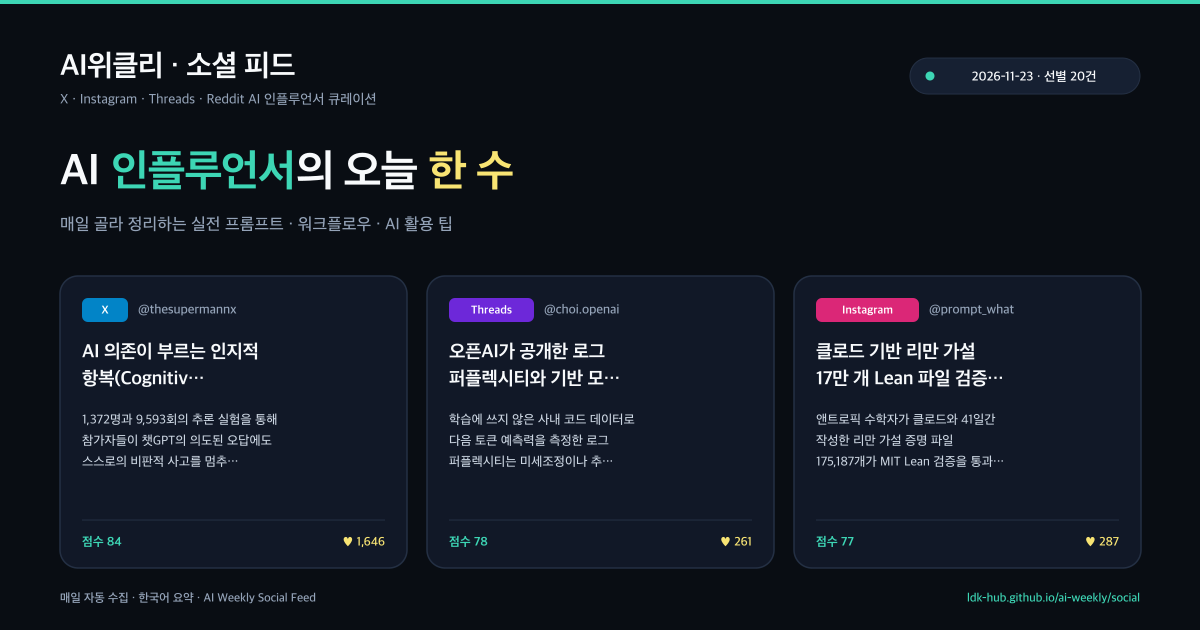 AI위클리 · 소셜 피드
X · Instagram · Threads · Reddit AI 인플루언서 큐레이션
2026-11-23 · 선별 20건
AI 인플루언서의 오늘 한 수
매일 골라 정리하는 실전 프롬프트 · 워크플로우 · AI 활용 팁
X @thesupermannx
AI 의존이 부르는 인지적
항복(Cognitiv…
1,372명과 9,593회의 추론 실험을 통해
참가자들이 챗GPT의 의도된 오답에도
스스로의 비판적 사고를 멈추…
점수 84 ♥ 1,646
Threads @choi.openai
오픈AI가 공개한 로그
퍼플렉시티와 기반 모…
학습에 쓰지 않은 사내 코드 데이터로
다음 토큰 예측력을 측정한 로그
퍼플렉시티는 미세조정이나 추…
점수 78 ♥ 261
Instagram @prompt_what
클로드 기반 리만 가설
17만 개 Lean 파일 검증…
앤트로픽 수학자가 클로드와 41일간
작성한 리만 가설 증명 파일
175,187개가 MIT Lean 검증을 통과…
점수 77 ♥ 287
매일 자동 수집 · 한국어 요약 · AI Weekly Social Feed
ldk-hub.github.io/ai-weekly/social